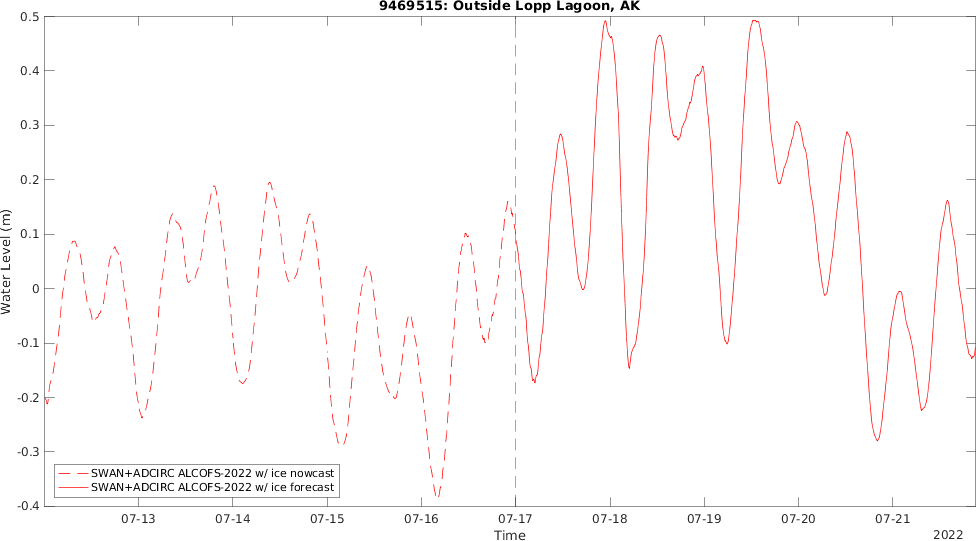 9469515: Outside Lopp Lagoon, AK
0.5
0.4
0.3
0.2
0.1
0
-0.1
-0.2
-0.3
-0.4
Water Level (m)
SWAN+ADCIRC ALCOFS-2022 w/ ice nowcast
SWAN+ADCIRC ALCOFS-2022 w/ ice forecast
07-13 07-14 07-15 07-16 07-17 07-18 07-19 07-20 07-21
Time
2022